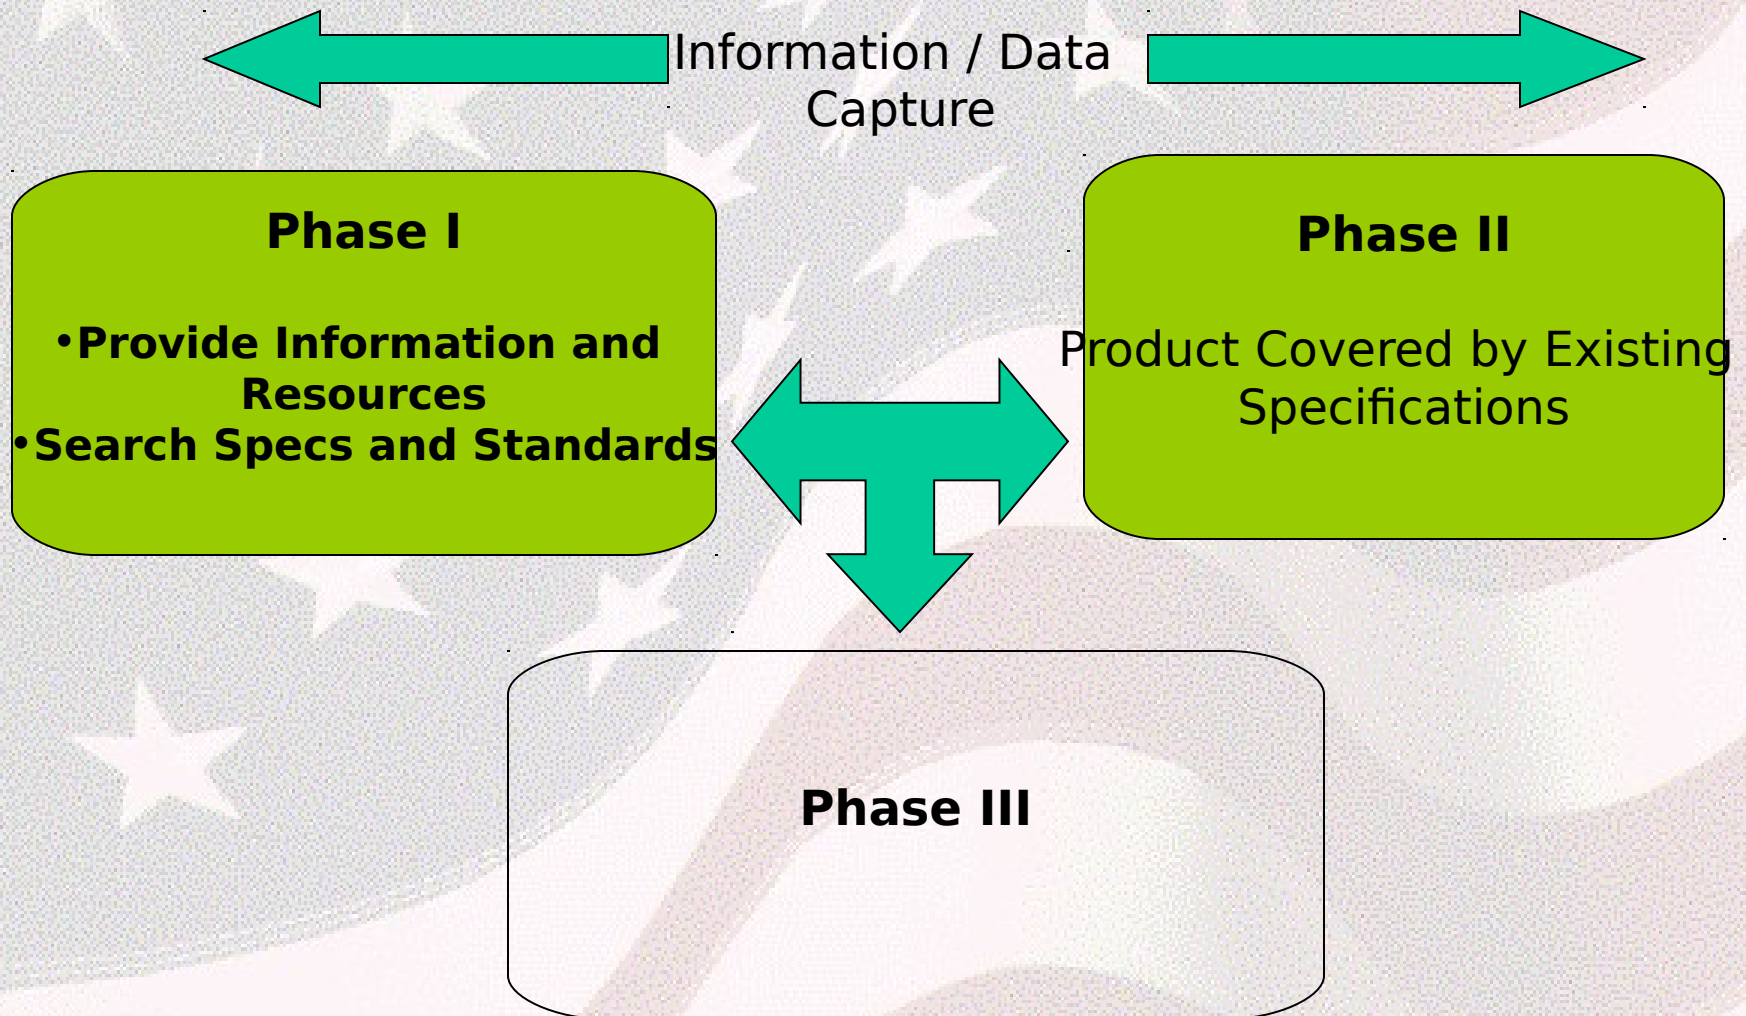 Information / Data
Capture
Phase I
•Provide Information and
Resources
•Search Specs and Standards
Phase II
Product Covered by Existing
Specifications
Phase III